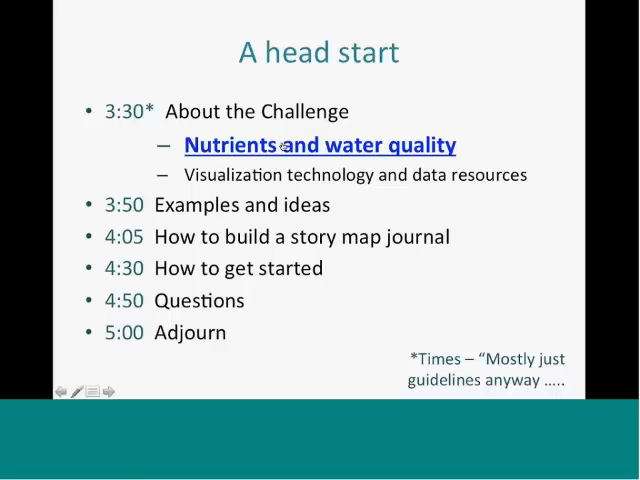 A head start
• 3:30* About the Challenge
– Nutrients and water quality
– Visualization technology and data resources
• 3:50 Examples and ideas
• 4:05 How to build a story map journal
• 4:30 How to get started
• 4:50 Questions
• 5:00 Adjourn
*Times – “Mostly just
guidelines anyway .....